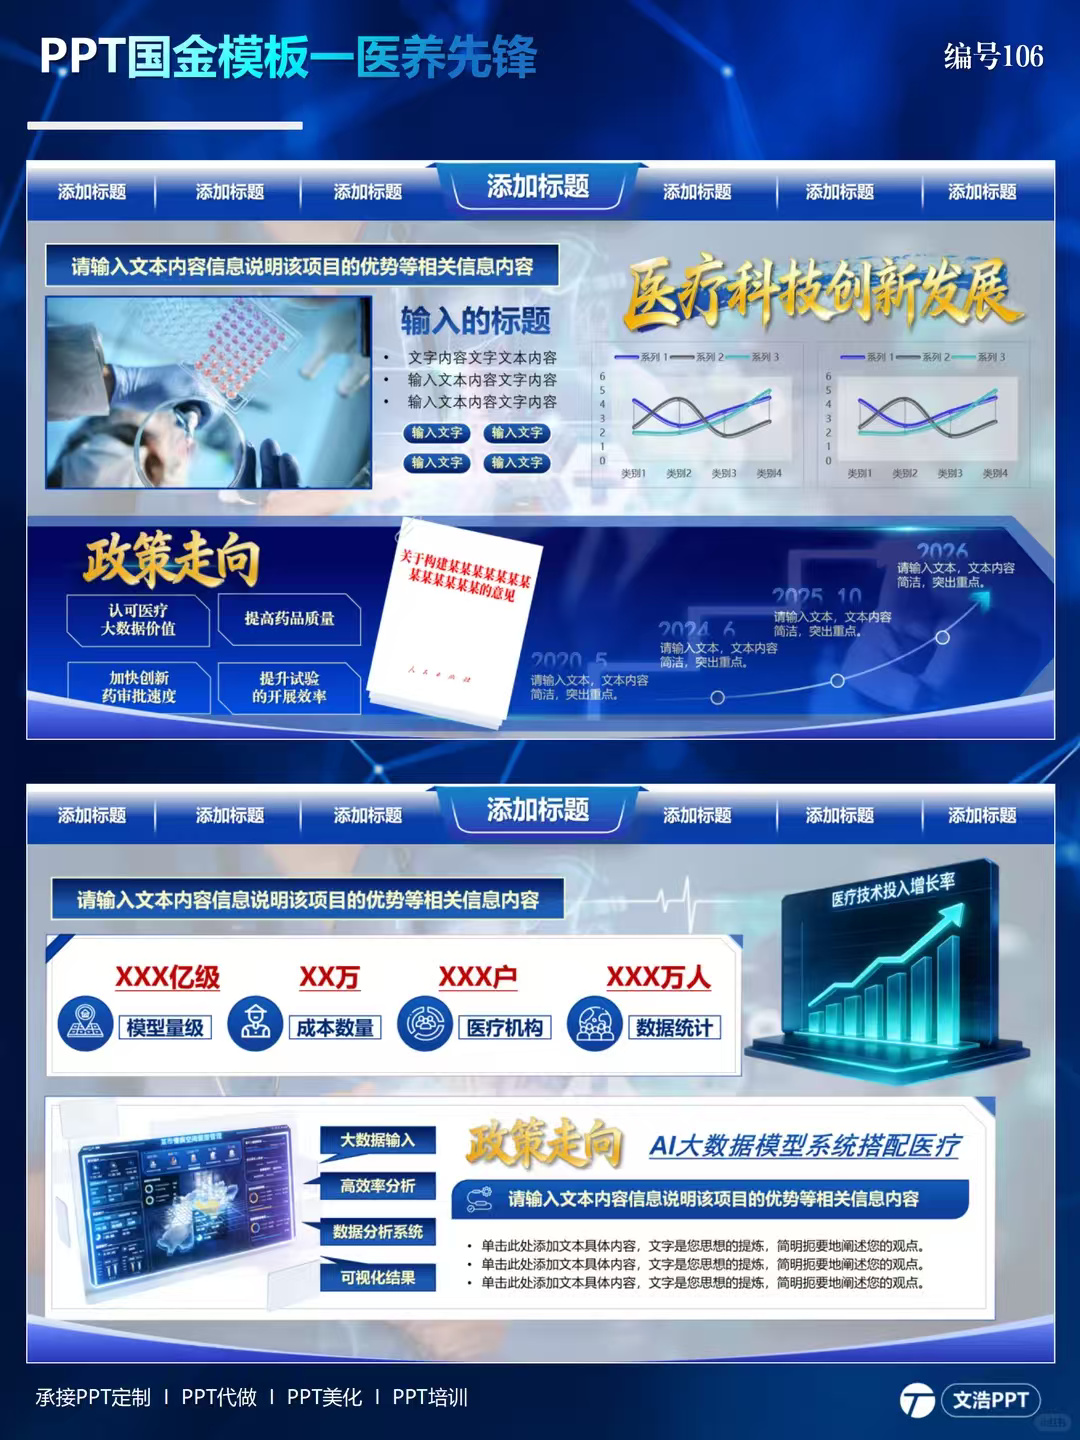 PPT国金模板一医养先锋
编号106
添加标题 添加标题 添加标题 添加标题 添加标题 添加标题 添加标题
请输入文本内容信息说明该项目的优势等相关信息内容
医疗科技创新发展
输入的标题
• 文字内容文字文本内容
• 输入文本内容文字内容
• 输入文本内容文字内容
输入文字 输入文字
输入文字 输入文字
系列 1 系列 2 系列 3
6
5
4
3
2
1
0
类别1 类别2 类别3 类别4
系列 1 系列 2 系列 3
6
5
4
3
2
1
0
类别1 类别2 类别3 类别4
政策走向
认可医疗
大数据价值
提高药品质量
加快创新
药审批速度
提升试验
的开展效率
关于构建某某某某某某某
某某某某某某的意见
人民出版社
2020.5
请输入文本，文本内容
简洁，突出重点。
2024.6
请输入文本，文本内容
简洁，突出重点。
2025.10
请输入文本，文本内容
简洁，突出重点。
2026
请输入文本，文本内容
简洁，突出重点。
添加标题 添加标题 添加标题 添加标题 添加标题 添加标题 添加标题
请输入文本内容信息说明该项目的优势等相关信息内容
医疗技术投入增长率
XXX亿级
模型量级
XX万
成本数量
XXX户
医疗机构
XXX万人
数据统计
大数据输入
高效率分析
数据分析系统
可视化结果
政策走向
AI大数据模型系统搭配医疗
请输入文本内容信息说明该项目的优势等相关信息内容
• 单击此处添加文本具体内容，文字是您思想的提炼，简明扼要地阐述您的观点。
• 单击此处添加文本具体内容，文字是您思想的提炼，简明扼要地阐述您的观点。
• 单击此处添加文本具体内容，文字是您思想的提炼，简明扼要地阐述您的观点。
承接PPT定制 I PPT代做 I PPT美化 I PPT培训
文浩PPT